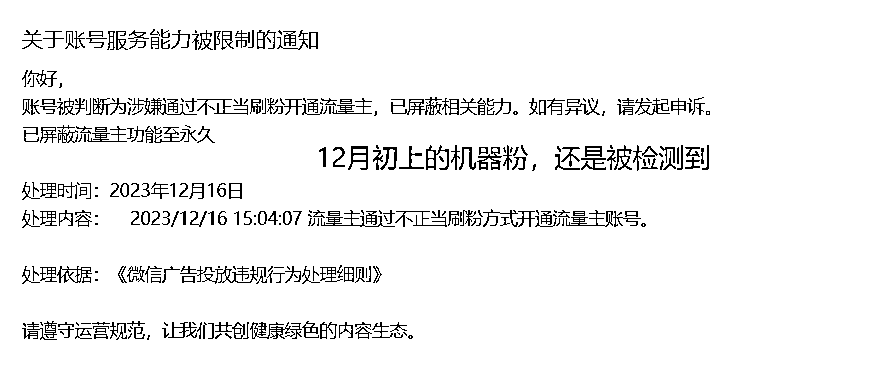 关于账号服务能力被限制的通知
你好，
账号被判断为涉嫌通过不正当刷粉开通流量主，已屏蔽相关能力。如有异议，请发起申诉。
已屏蔽流量主功能至永久
12月初上的机器粉，还是被检测到
处理时间：2023年12月16日
处理内容： 2023/12/16 15:04:07 流量主通过不正当刷粉方式开通流量主账号。
处理依据：《微信广告投放违规行为处理细则》
请遵守运营规范，让我们共创健康绿色的内容生态。